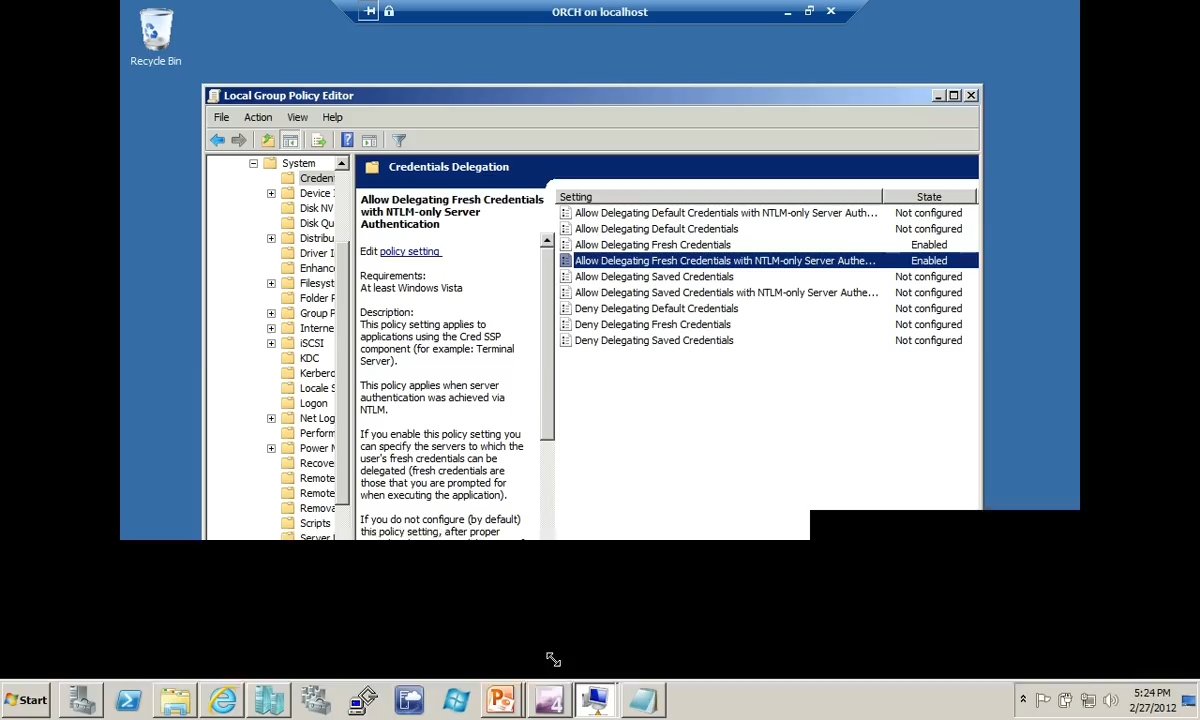 ORCH on localhost
Recycle Bin
Local Group Policy Editor
File Action View Help
System
Device
Disk NV
Disk Qu
Distribu
Driver I
Enhanc
Filesyst
Folder F
Group P
Interne
iSCSI
KDC
Kerber
Locale S
Logon
Net Log
Perform
Power M
Recove
Remote
Remote
Remova
Scripts
Credentials Delegation
Allow Delegating Fresh Credentials
with NTLM-only Server
Authentication
Edit policy setting
Requirements:
At least Windows Vista
Description:
This policy setting applies to
applications using the Cred SSP
component (for example: Terminal
Server).
This policy applies when server
authentication was achieved via
NTLM.
If you enable this policy setting you
can specify the servers to which the
user's fresh credentials can be
delegated (fresh credentials are
those that you are prompted for
when executing the application).
If you do not configure (by default)
this policy setting, after proper
Setting State
Allow Delegating Default Credentials with NTLM-only Server Auth... Not configured
Allow Delegating Default Credentials Not configured
Allow Delegating Fresh Credentials Enabled
Allow Delegating Fresh Credentials with NTLM-only Server Authe... Enabled
Allow Delegating Saved Credentials Not configured
Allow Delegating Saved Credentials with NTLM-only Server Authe... Not configured
Deny Delegating Default Credentials Not configured
Deny Delegating Fresh Credentials Not configured
Deny Delegating Saved Credentials Not configured
Start
5:24 PM
2/27/2012